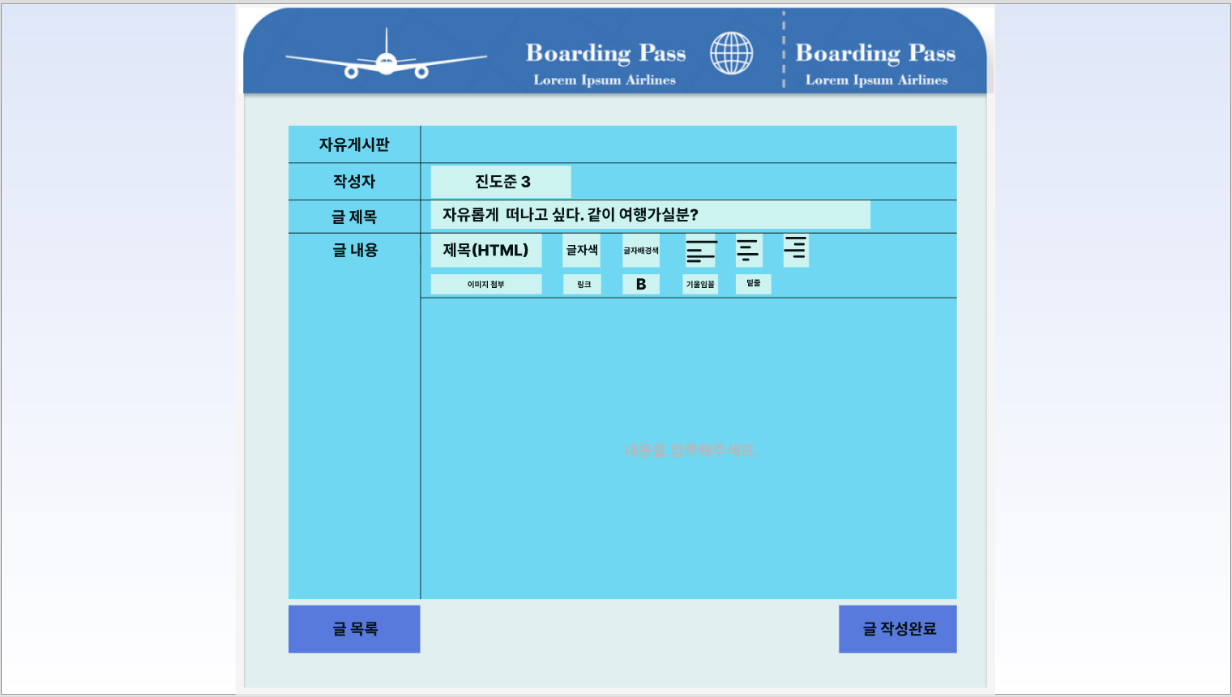 Boarding Pass
Lorem Ipsum Airlines
Boarding Pass
Lorem Ipsum Airlines
자유게시판
작성자 진도준 3
글 제목 자유롭게 떠나고 싶다. 같이 여행가실분?
글 내용 제목(HTML) 글자색 글자배경색
이미지 첨부 링크 B 기울임꼴 밑줄
내용을 입력해주세요.
글 목록 글 작성완료